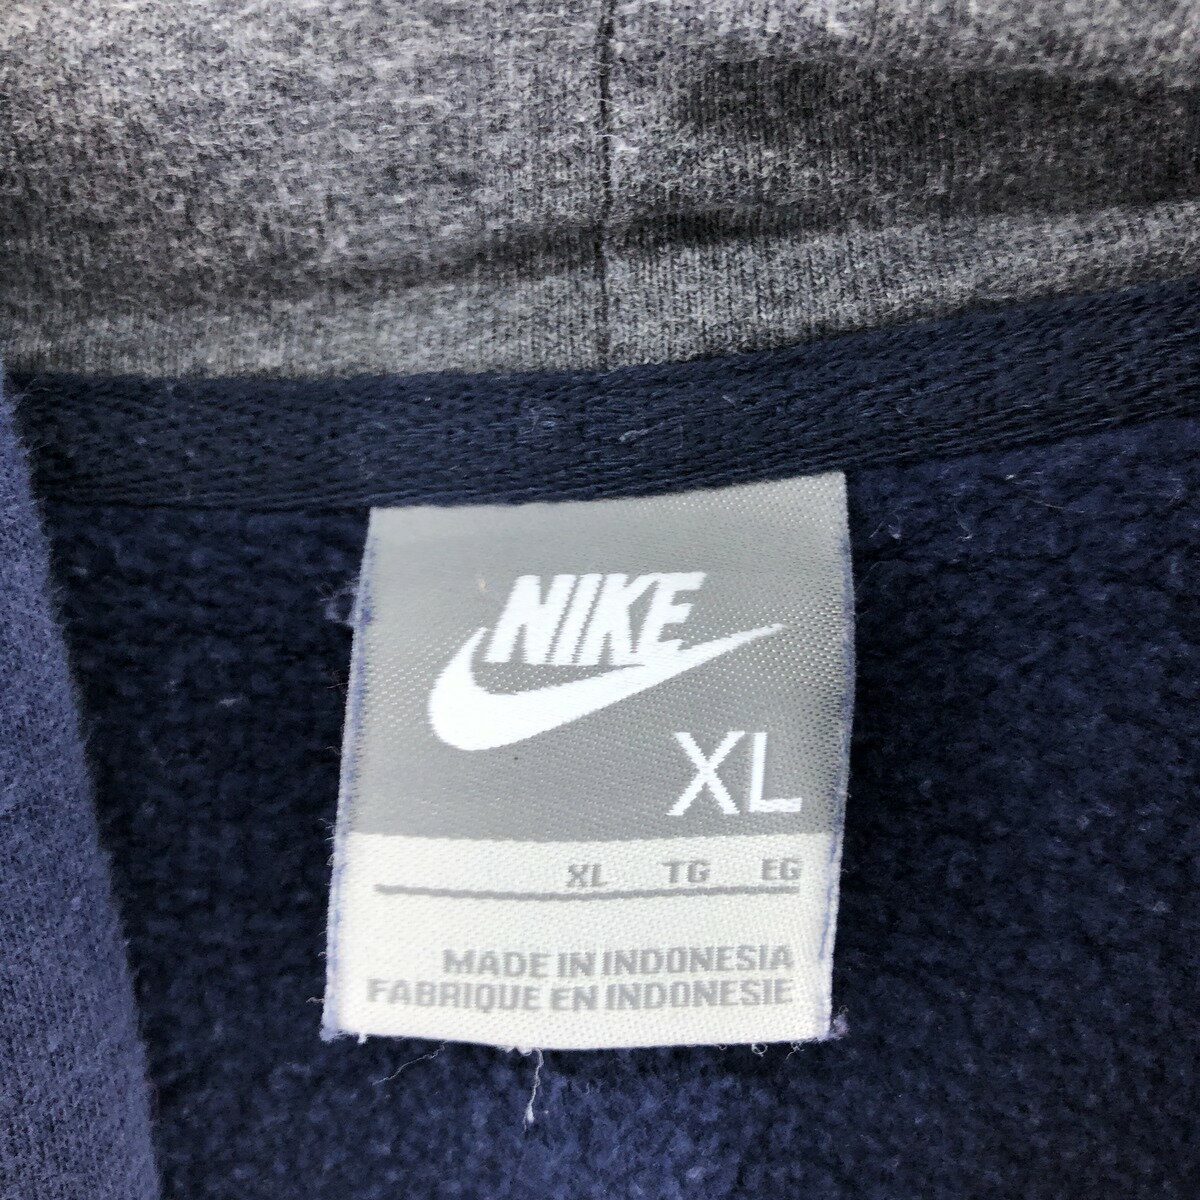 NIKE
XL
XL TG EG
MADE IN INDONESIA
FABRIQUE EN INDONESIE